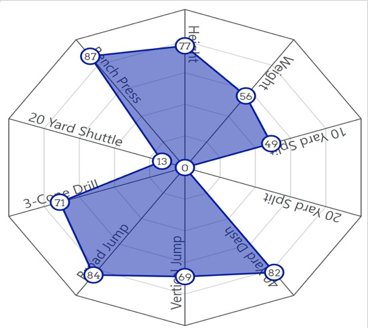 Height
77
Weight
56
10 Yard Split
49
20 Yard Split
0
40 Yard Dash
82
Vertical Jump
69
Broad Jump
84
3-Cone Drill
71
20 Yard Shuttle
13
Bench Press
87